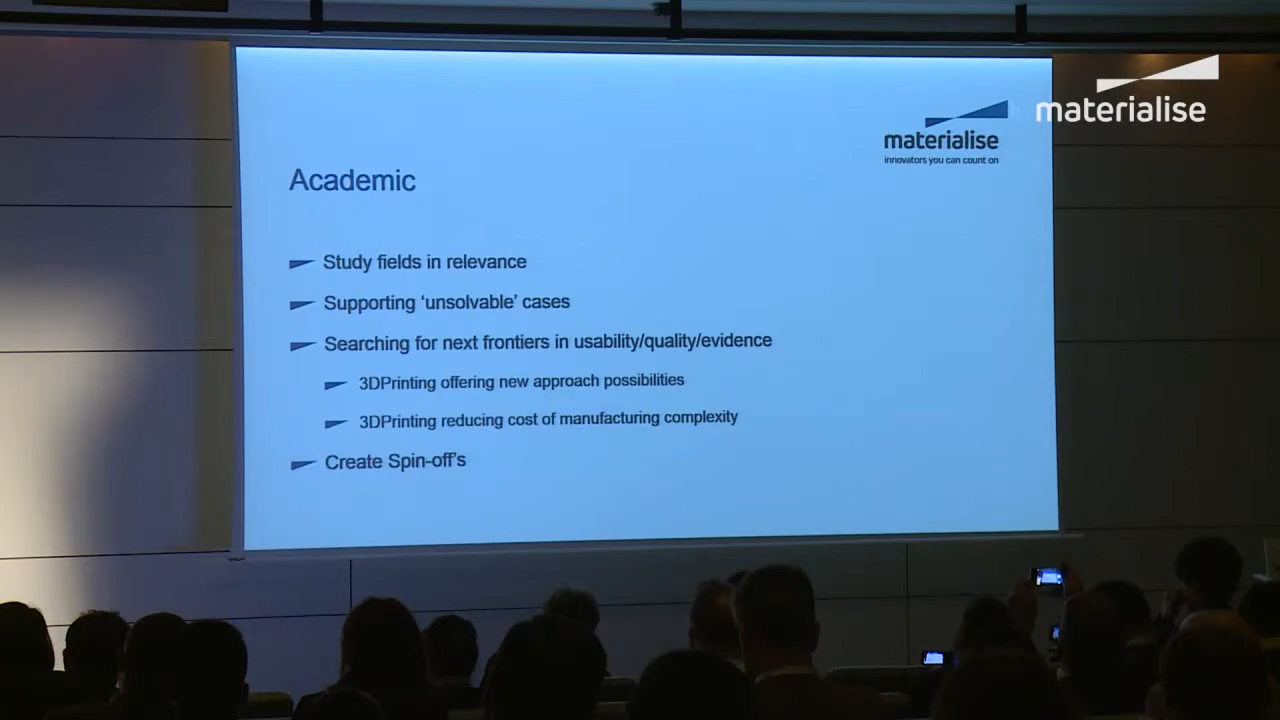 materialise
materialise
innovators you can count on
Academic
Study fields in relevance
Supporting ‘unsolvable’ cases
Searching for next frontiers in usability/quality/evidence
3DPrinting offering new approach possibilities
3DPrinting reducing cost of manufacturing complexity
Create Spin-off’s